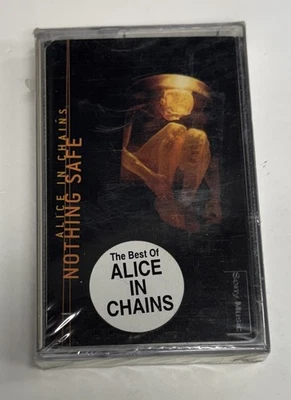 ALICE IN CHAINS
NOTHING SAFE
The Best Of
ALICE
IN
CHAINS
Sony Music